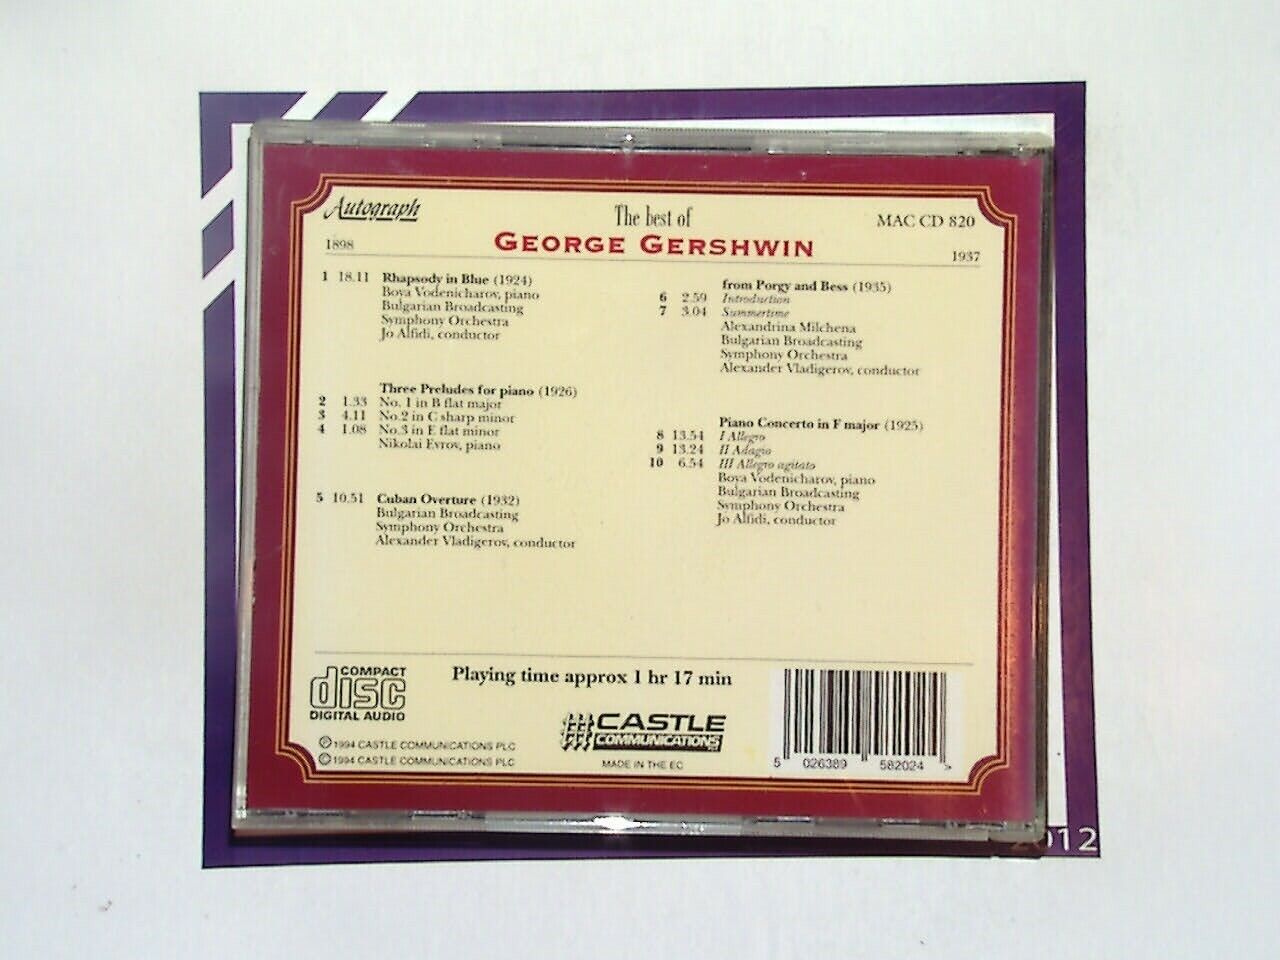 Autograph
The best of
MAC CD 820
1898
GEORGE GERSHWIN
1937
1 18.11 Rhapsody in Blue (1924)
Boya Vodenicharov, piano
Bulgarian Broadcasting
Symphony Orchestra
Jo Alfidi, conductor
Three Preludes for piano (1926)
2 1.33 No. 1 in B flat major
3 4.11 No.2 in C sharp minor
4 1.08 No.3 in E flat minor
Nikolai Evrov, piano
5 10.51 Cuban Overture (1932)
Bulgarian Broadcasting
Symphony Orchestra
Alexander Vladigerov, conductor
from Porgy and Bess (1935)
6 2.59 Introduction
7 3.04 Summertime
Alexandrina Milchena
Bulgarian Broadcasting
Symphony Orchestra
Alexander Vladigerov, conductor
Piano Concerto in F major (1925)
8 13.54 I Allegro
9 13.24 II Adagio
10 6.54 III Allegro agitato
Boya Vodenicharov, piano
Bulgarian Broadcasting
Symphony Orchestra
Jo Alfidi, conductor
COMPACT
disc
DIGITAL AUDIO
Playing time approx 1 hr 17 min
CASTLE
COMMUNICATIONS
MADE IN THE EC
℗1994 CASTLE COMMUNICATIONS PLC
©1994 CASTLE COMMUNICATIONS PLC
5 026389 582024 >
2012